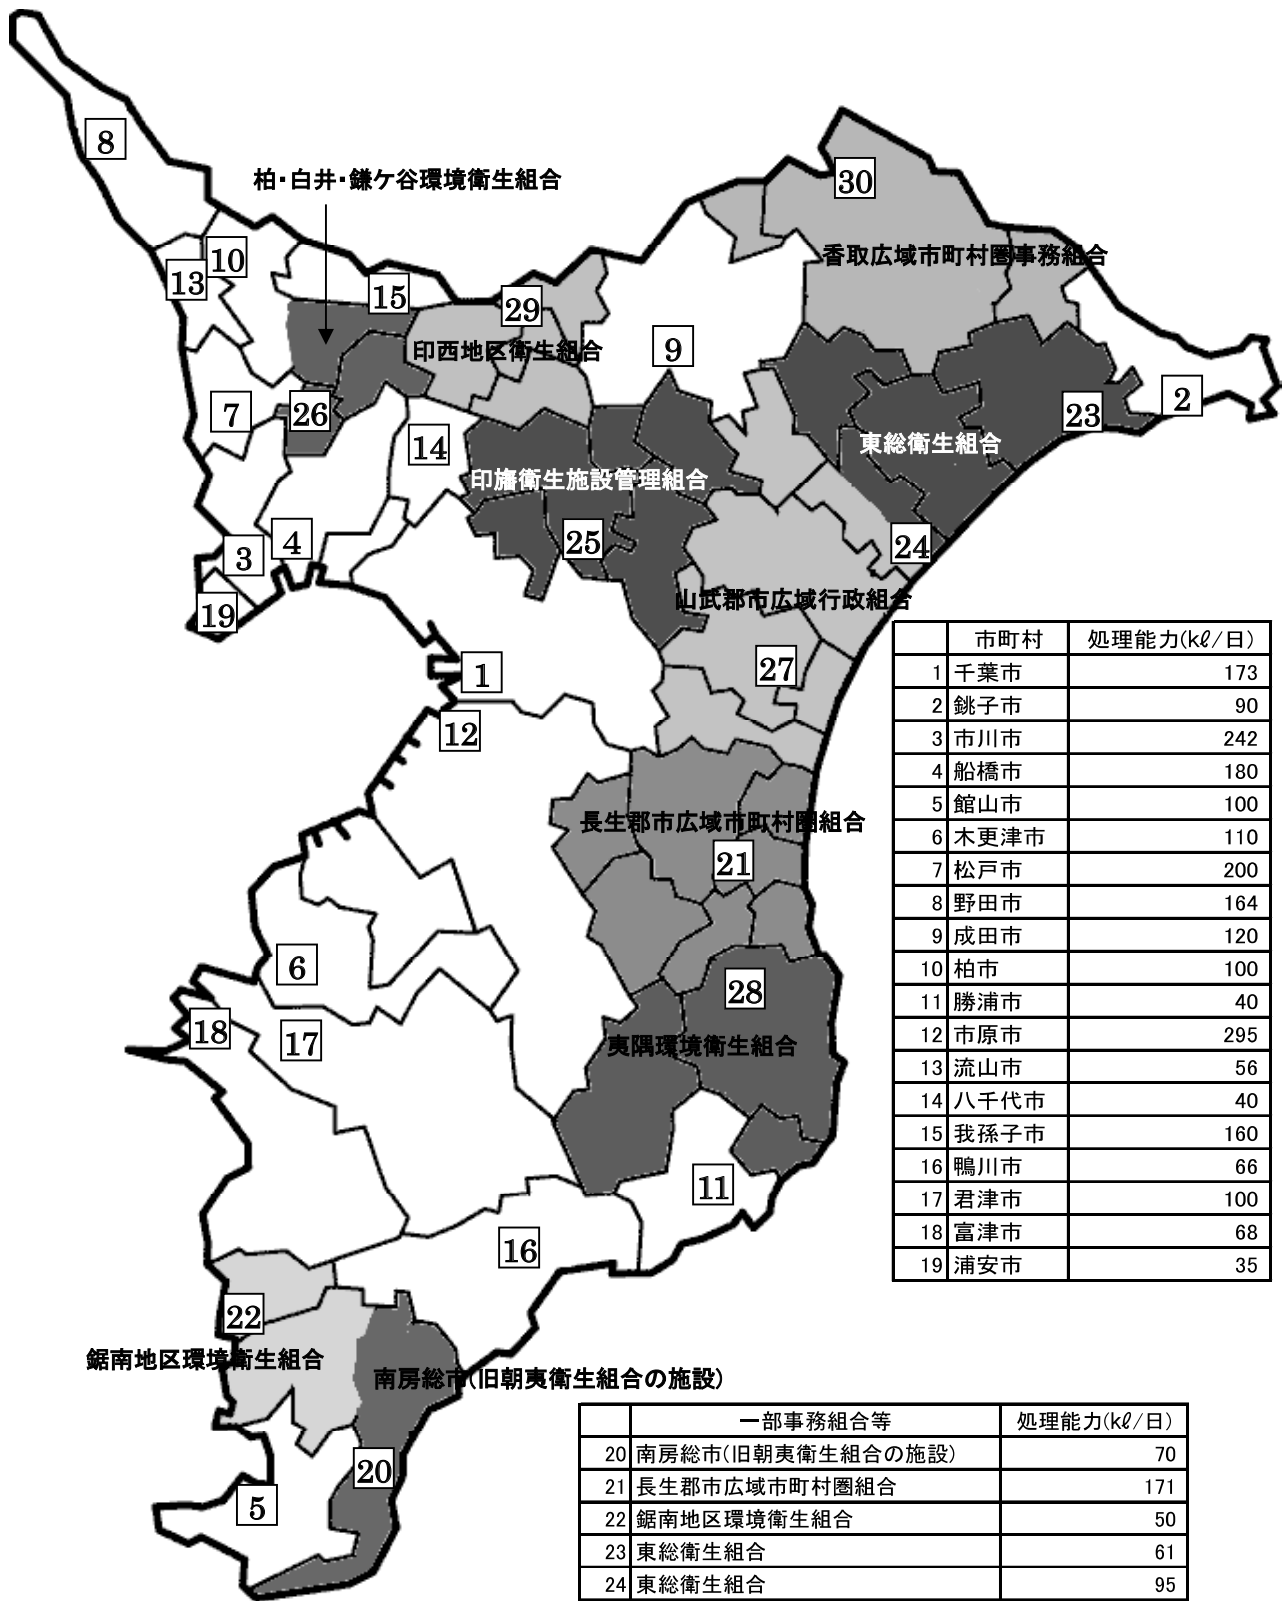 8
柏・白井・鎌ケ谷環境衛生組合
30
10
13
香取広域市町村圏事務組合
15
29
印西地区衛生組合
9
2
7
26
23
14
東総衛生組合
印旛衛生施設管理組合
25
24
4
3
19
山武郡市広域行政組合
27
1
12
長生郡市広域市町村圏組合
21
6
28
18
17
夷隅環境衛生組合
11
16
22
鋸南地区環境衛生組合
南房総市(旧朝夷衛生組合の施設)
20
5
市町村 処理能力(kℓ/日)
1 千葉市 173
2 銚子市 90
3 市川市 242
4 船橋市 180
5 館山市 100
6 木更津市 110
7 松戸市 200
8 野田市 164
9 成田市 120
10 柏市 100
11 勝浦市 40
12 市原市 295
13 流山市 56
14 八千代市 40
15 我孫子市 160
16 鴨川市 66
17 君津市 100
18 富津市 68
19 浦安市 35
一部事務組合等 処理能力(kℓ/日)
20 南房総市(旧朝夷衛生組合の施設) 70
21 長生郡市広域市町村圏組合 171
22 鋸南地区環境衛生組合 50
23 東総衛生組合 61
24 東総衛生組合 95